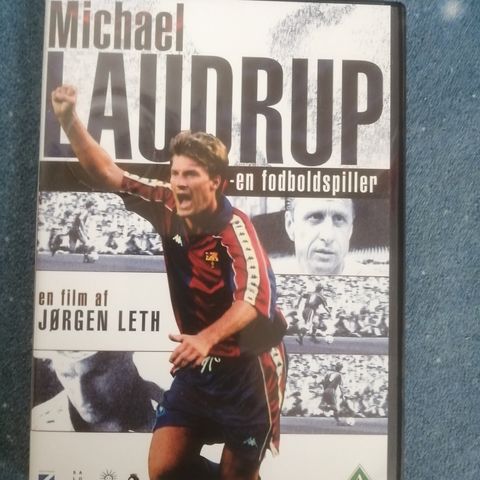 Michael
LAUDRUP
-en fodboldspiller
en film af
JØRGEN LETH
A